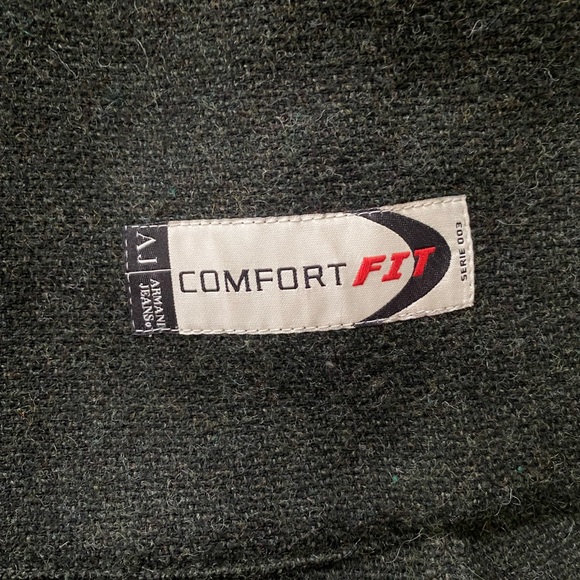 AJ
ARMANI
JEANS®
COMFORT FIT
SERIE 003